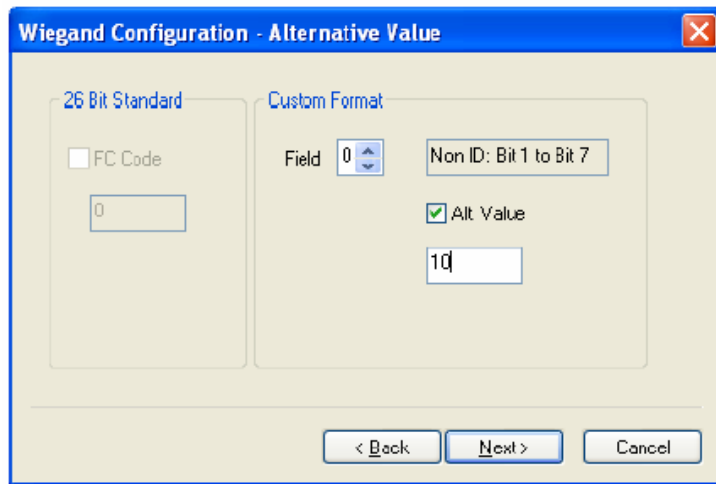 Wiegand Configuration - Alternative Value
26 Bit Standard
FC Code
0
Custom Format
Field 0 Non ID: Bit 1 to Bit 7
Alt. Value
10
< Back Next > Cancel